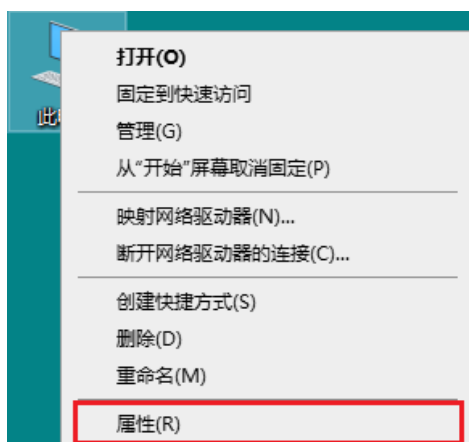 此
打开(O)
固定到快速访问
管理(G)
从"开始"屏幕取消固定(P)
映射网络驱动器(N)...
断开网络驱动器的连接(C)...
创建快捷方式(S)
删除(D)
重命名(M)
属性(R)